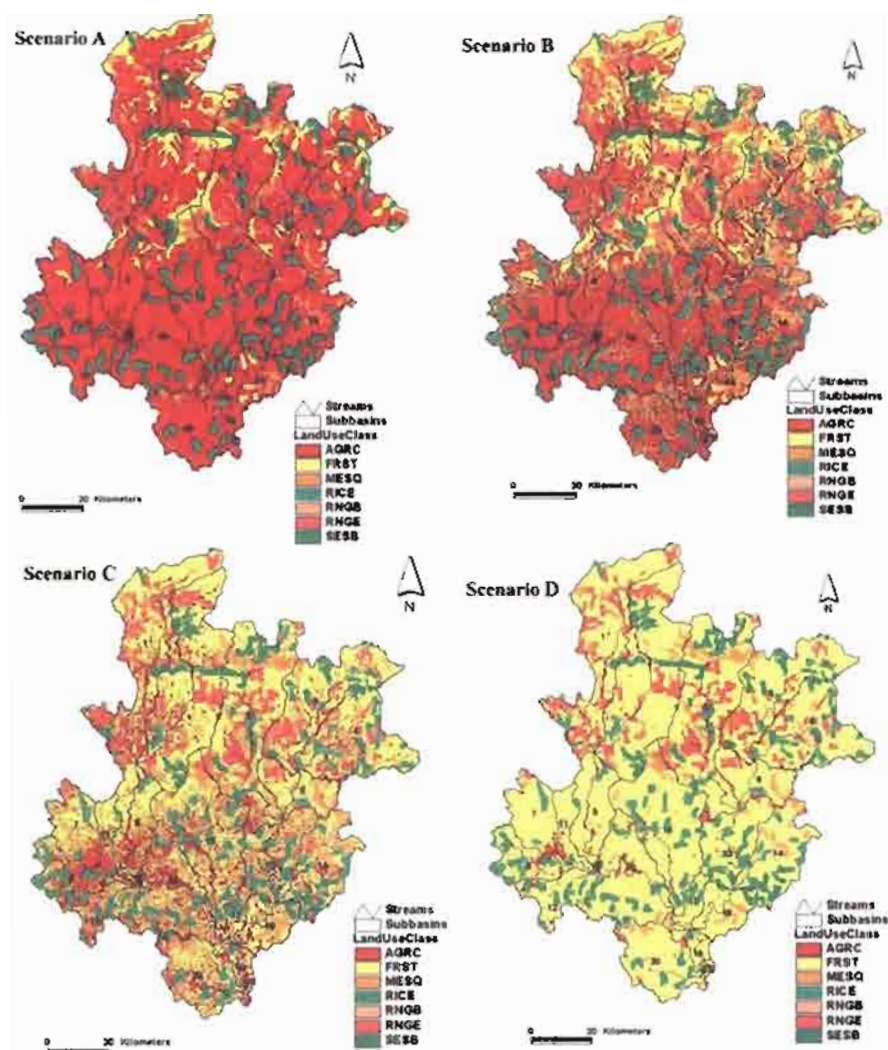 Scenario A
N
Streams
Subbasins
LandUseClass
AGRC
FRST
MESQ
RICE
RNGB
RNGE
SESB
0 30 Kilometers
Scenario B
N
Streams
Subbasins
LandUseClass
AGRC
FRST
MESQ
RICE
RNGB
RNGE
SESB
0 30 Kilometers
Scenario C
N
Streams
Subbasins
LandUseClass
AGRC
FRST
MESQ
RICE
RNGB
RNGE
SESB
0 30 Kilometers
Scenario D
N
Streams
Subbasins
LandUseClass
AGRC
FRST
MESQ
RICE
RNGB
RNGE
SESB
Kilometers